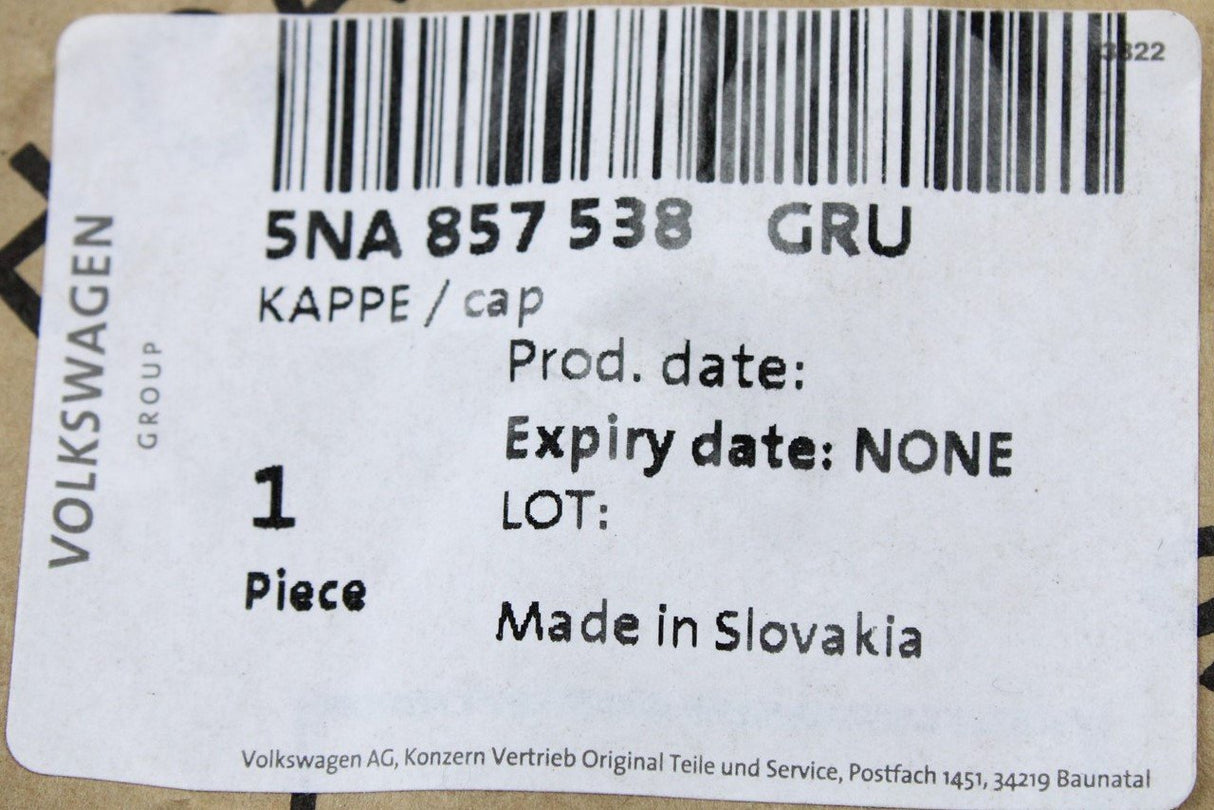 3822
5NA 857 538 GRU
KAPPE / cap
Prod. date:
Expiry date: NONE
LOT:
1
Piece
Made in Slovakia
VOLKSWAGEN
GROUP
Volkswagen AG, Konzern Vertrieb Original Teile und Service, Postfach 1451, 34219 Baunatal